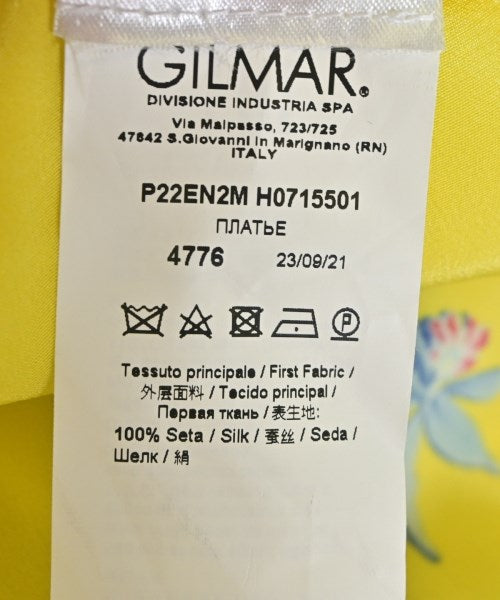 GILMAR®
DIVISIONE INDUSTRIA SPA
Via Malpasso, 723/725
47842 S.Giovanni in Marignano (RN)
ITALY
P22EN2M H0715501
ПЛАТЬЕ
4776 23/09/21
P
Tessuto principale / First Fabric /
外层面料 / Tecido principal /
Первая ткань / 表生地:
100% Seta / Silk / 蚕丝 / Seda /
Шелк / 絹